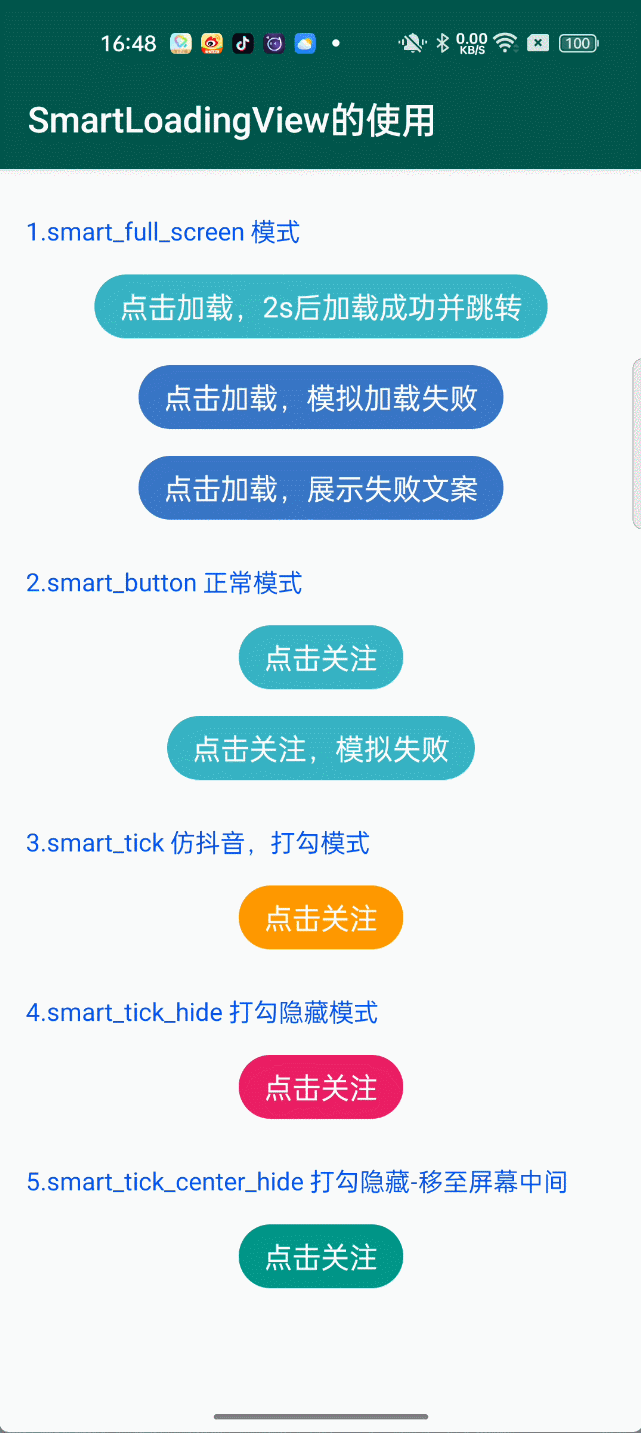 16:48
0.00 KB/S
100
SmartLoadingView的使用
1.smart_full_screen 模式
点击加载，2s后加载成功并跳转
点击加载，模拟加载失败
点击加载，展示失败文案
2.smart_button 正常模式
点击关注
点击关注，模拟失败
3.smart_tick 仿抖音，打勾模式
点击关注
4.smart_tick_hide 打勾隐藏模式
点击关注
5.smart_tick_center_hide 打勾隐藏-移至屏幕中间
点击关注